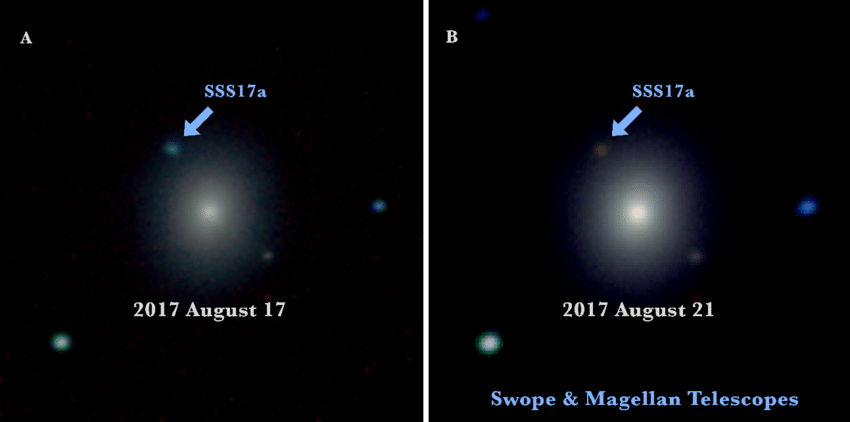 A
SSS17a
2017 August 17
B
SSS17a
2017 August 21
Swope & Magellan Telescopes